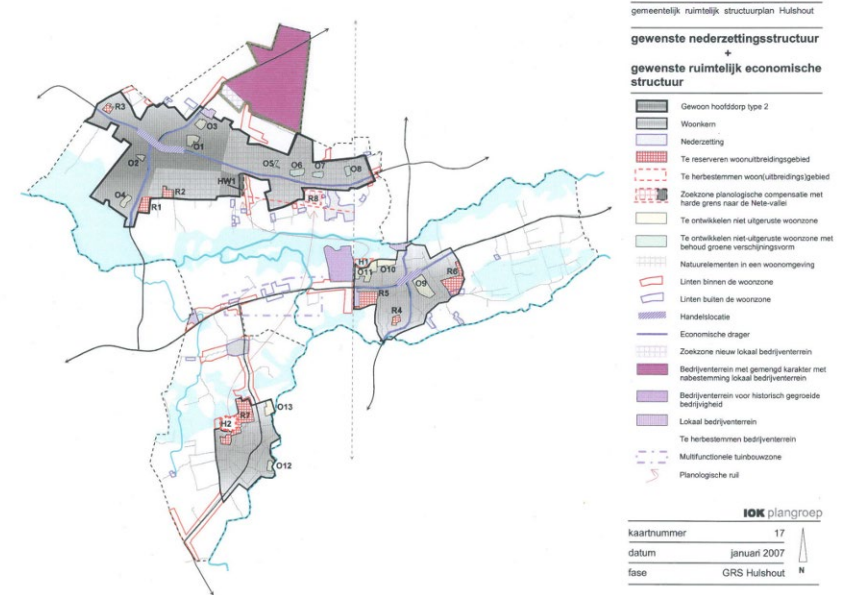 gemeentelijk ruimtelijk structuurplan Hulshout
gewenste nederzettingsstructuur
+
gewenste ruimtelijk economische
structuur
Gewoon hoofddorp type 2
Woonkern
Nederzetting
Te reserveren woonuitbreidingsgebied
Te herbestemmen woon(uitbreidings)gebied
Zoekzone planologische compensatie met
harde grens naar de Nete-vallei
Te ontwikkelen niet uitgeruste woonzone
Te ontwikkelen niet-uitgeruste woonzone met
behoud groene verschijningsvorm
Natuurelementen in een woonomgeving
Linten binnen de woonzone
Linten buiten de woonzone
Handelslocatie
Economische drager
Zoekzone nieuw lokaal bedrijventerrein
Bedrijventerrein met gemengd karakter met
nabestemming lokaal bedrijventerrein
Bedrijventerrein voor historisch gegroeide
bedrijvigheid
Lokaal bedrijventerrein
Te herbestemmen bedrijventerrein
Multifunctionele tuinbouwzone
Planologische ruil
IOK plangroep
kaartnummer 17
datum januari 2007
fase GRS Hulshout
N
R3
O3
O1
O2
O5
O6
O7
O8
HW1
R2
O4
R1
R8
H1
O10
O11
R6
O9
R5
R4
O13
R7
H2
O12